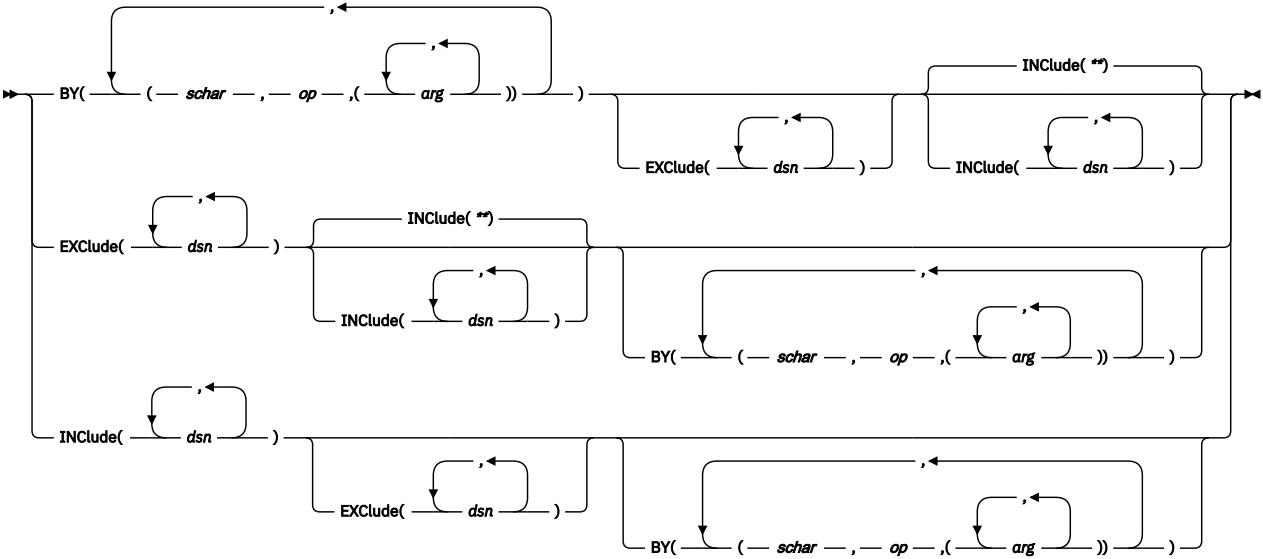 ,
,
INClude( **)
BY( ( schar , op ,( arg )) )
, ,
EXClude( dsn ) INClude( dsn )
,
INClude( **)
EXClude( dsn )
, ,
,
INClude( dsn )
BY( ( schar , op ,( arg )) )
,
INClude( dsn )
, ,
,
EXClude( dsn )
BY( ( schar , op ,( arg )) )